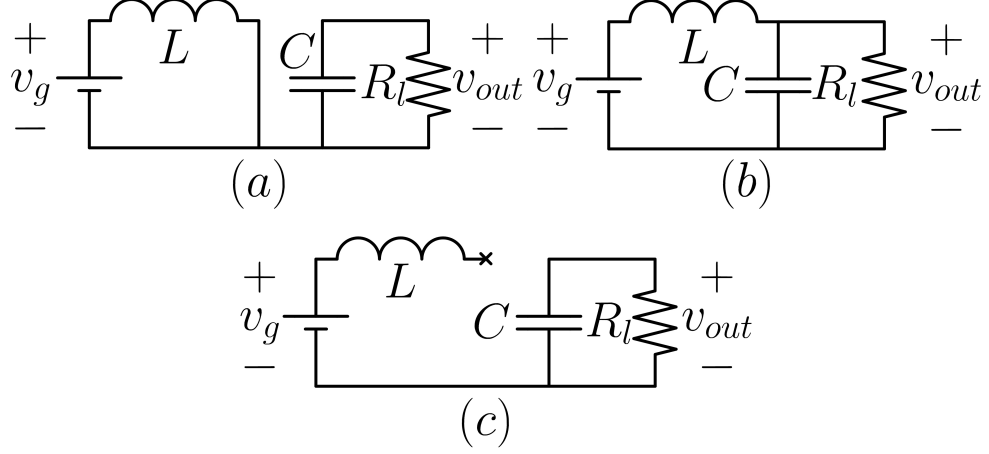 + L C + + L +
v_g R_l v_out v_g C R_l v_out
− − − −
(a) (b)
+ L +
v_g C R_l v_out
− −
(c)